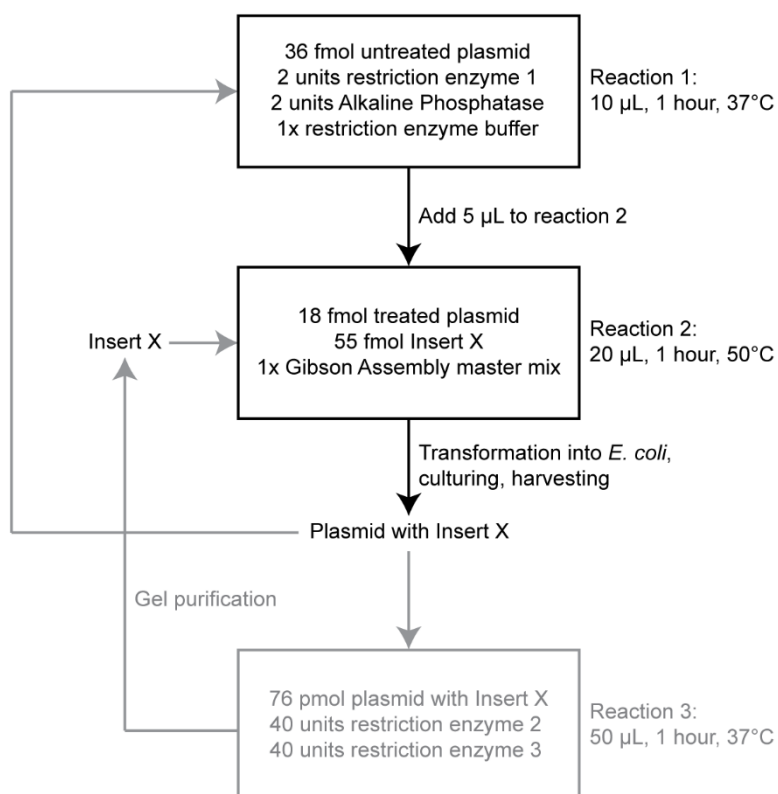 36 fmol untreated plasmid
2 units restriction enzyme 1
2 units Alkaline Phosphatase
1x restriction enzyme buffer
Reaction 1:
10 µL, 1 hour, 37°C
Add 5 µL to reaction 2
Insert X
18 fmol treated plasmid
55 fmol Insert X
1x Gibson Assembly master mix
Reaction 2:
20 µL, 1 hour, 50°C
Transformation into E. coli,
culturing, harvesting
Plasmid with Insert X
Gel purification
76 pmol plasmid with Insert X
40 units restriction enzyme 2
40 units restriction enzyme 3
Reaction 3:
50 µL, 1 hour, 37°C